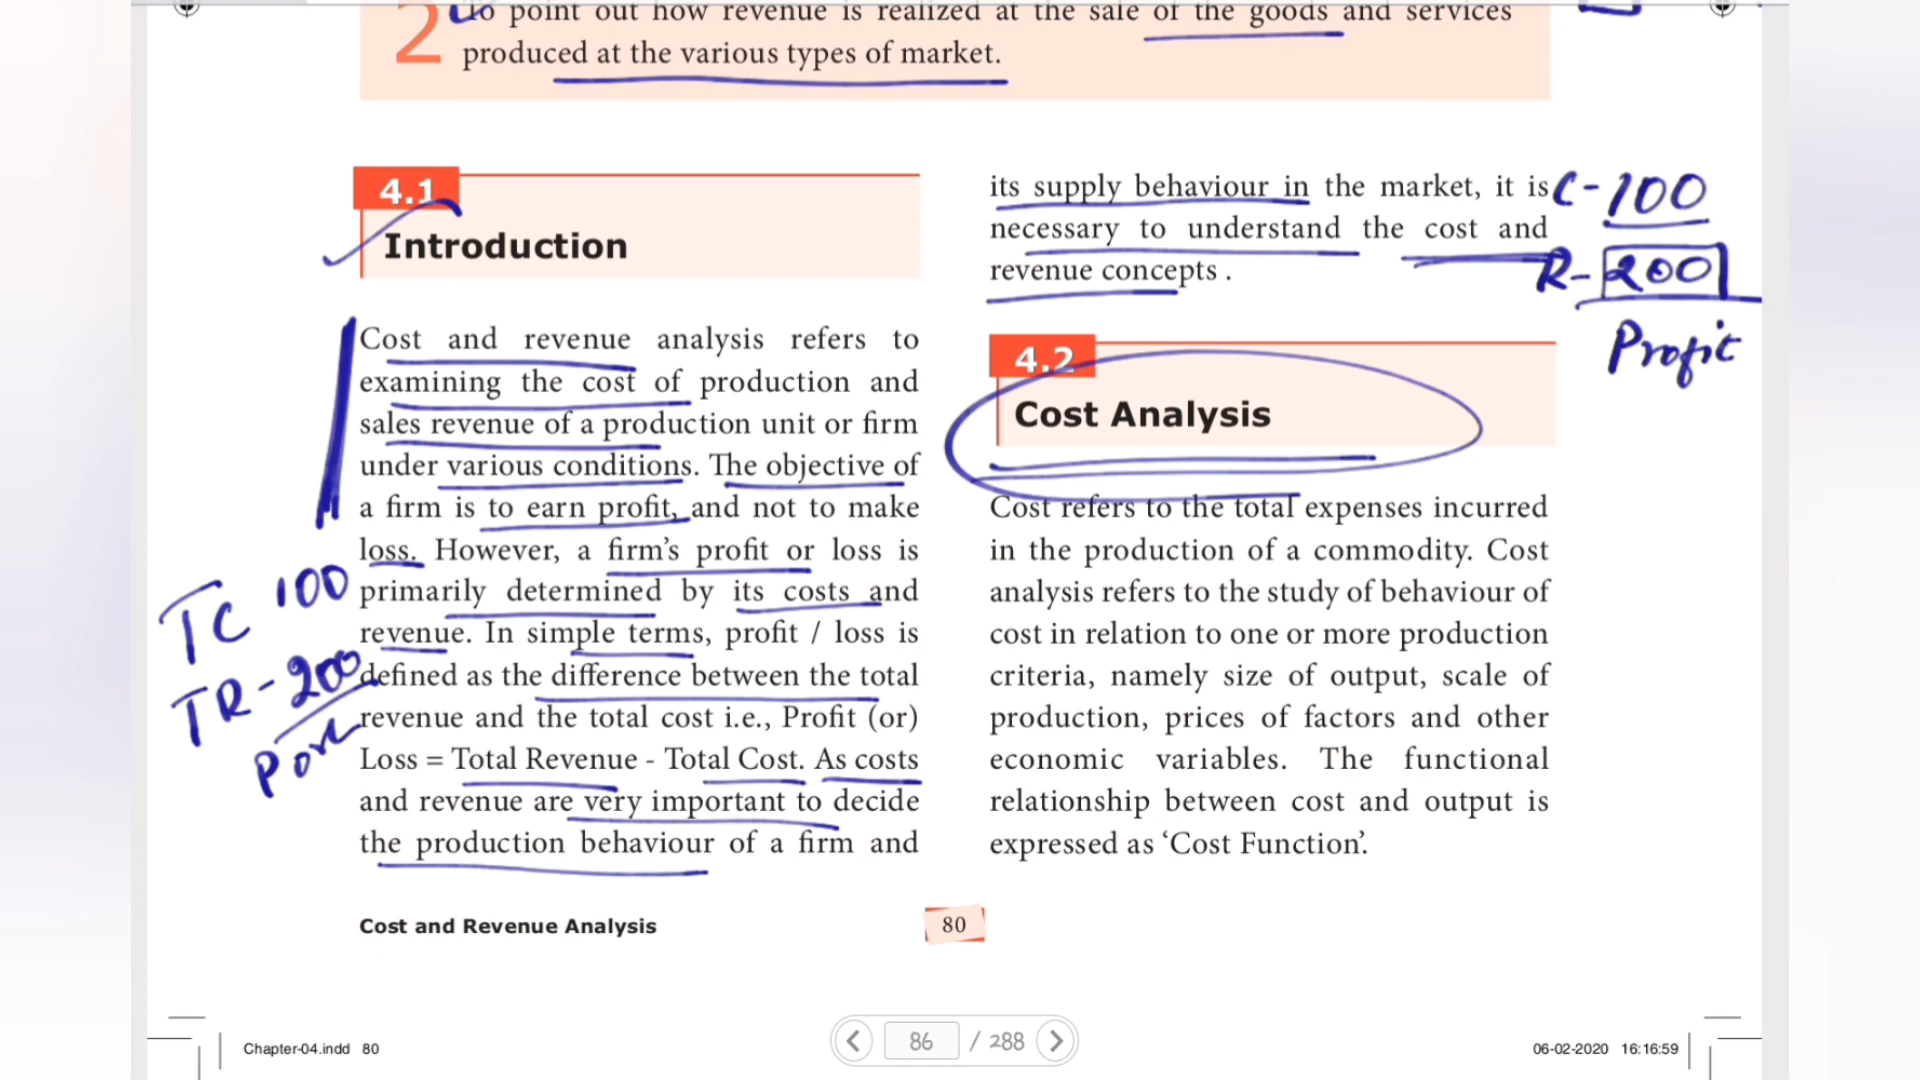 2 To point out how revenue is realized at the sale of the goods and services
produced at the various types of market.
4.1
Introduction
Cost and revenue analysis refers to
examining the cost of production and
sales revenue of a production unit or firm
under various conditions. The objective of
a firm is to earn profit, and not to make
loss. However, a firm’s profit or loss is
primarily determined by its costs and
revenue. In simple terms, profit / loss is
defined as the difference between the total
revenue and the total cost i.e., Profit (or)
Loss = Total Revenue - Total Cost. As costs
and revenue are very important to decide
the production behaviour of a firm and
TC 100
TR-200
P or L
its supply behaviour in the market, it is
necessary to understand the cost and
revenue concepts .
C-100
R-200
Profit
4.2
Cost Analysis
Cost refers to the total expenses incurred
in the production of a commodity. Cost
analysis refers to the study of behaviour of
cost in relation to one or more production
criteria, namely size of output, scale of
production, prices of factors and other
economic variables. The functional
relationship between cost and output is
expressed as ‘Cost Function’.
Cost and Revenue Analysis
80
86 / 288
Chapter-04.indd 80
06-02-2020 16:16:59